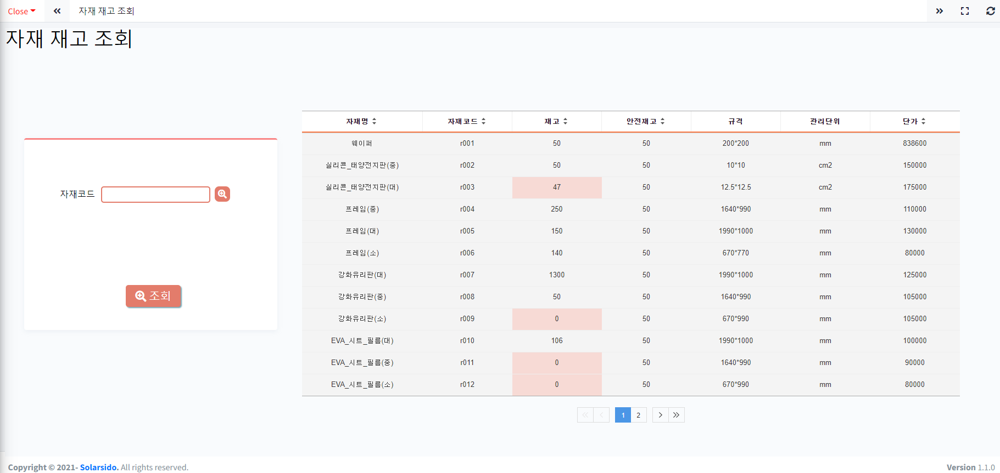 Close 자재 재고 조회
자재 재고 조회
자재코드
조회
자재명 자재코드 재고 안전재고 규격 관리단위 단가
웨이퍼 r001 50 50 200*200 mm 838600
실리콘_태양전지판(중) r002 50 50 10*10 cm2 150000
실리콘_태양전지판(대) r003 47 50 12.5*12.5 cm2 175000
프레임(중) r004 250 50 1640*990 mm 110000
프레임(대) r005 150 50 1990*1000 mm 130000
프레임(소) r006 140 50 670*770 mm 80000
강화유리판(대) r007 1300 50 1990*1000 mm 125000
강화유리판(중) r008 50 50 1640*990 mm 105000
강화유리판(소) r009 0 50 670*990 mm 105000
EVA_시트_필름(대) r010 106 50 1990*1000 mm 100000
EVA_시트_필름(중) r011 0 50 1640*990 mm 90000
EVA_시트_필름(소) r012 0 50 670*990 mm 80000
1 2
Copyright © 2021- Solarsido. All rights reserved. Version 1.1.0